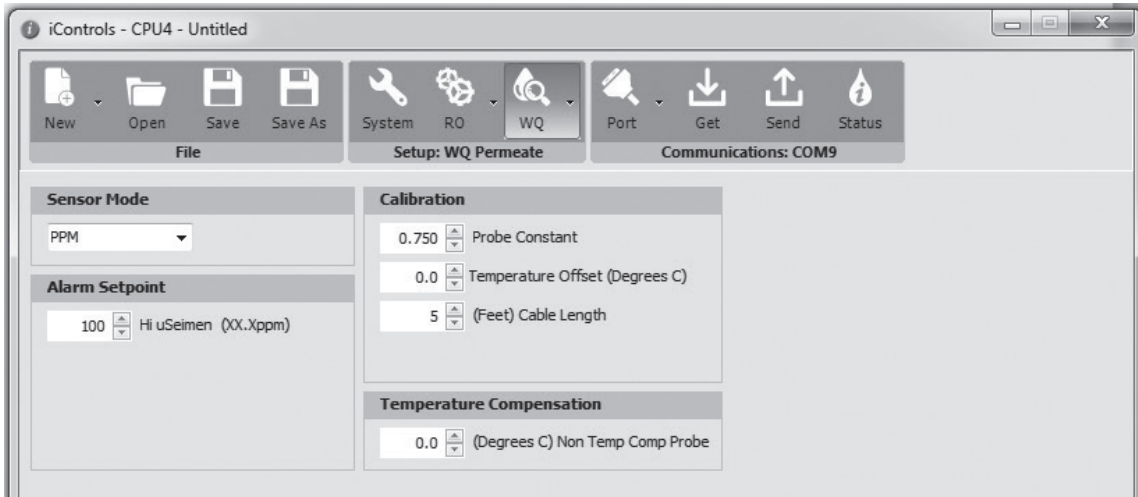 iControls - CPU4 - Untitled
New Open Save Save As System RO WQ Port Get Send Status
File Setup: WQ Permeate Communications: COM9
Sensor Mode
PPM
Alarm Setpoint
100 Hi uSeimen (XX.Xppm)
Calibration
0.750 Probe Constant
0.0 Temperature Offset (Degrees C)
5 (Feet) Cable Length
Temperature Compensation
0.0 (Degrees C) Non Temp Comp Probe